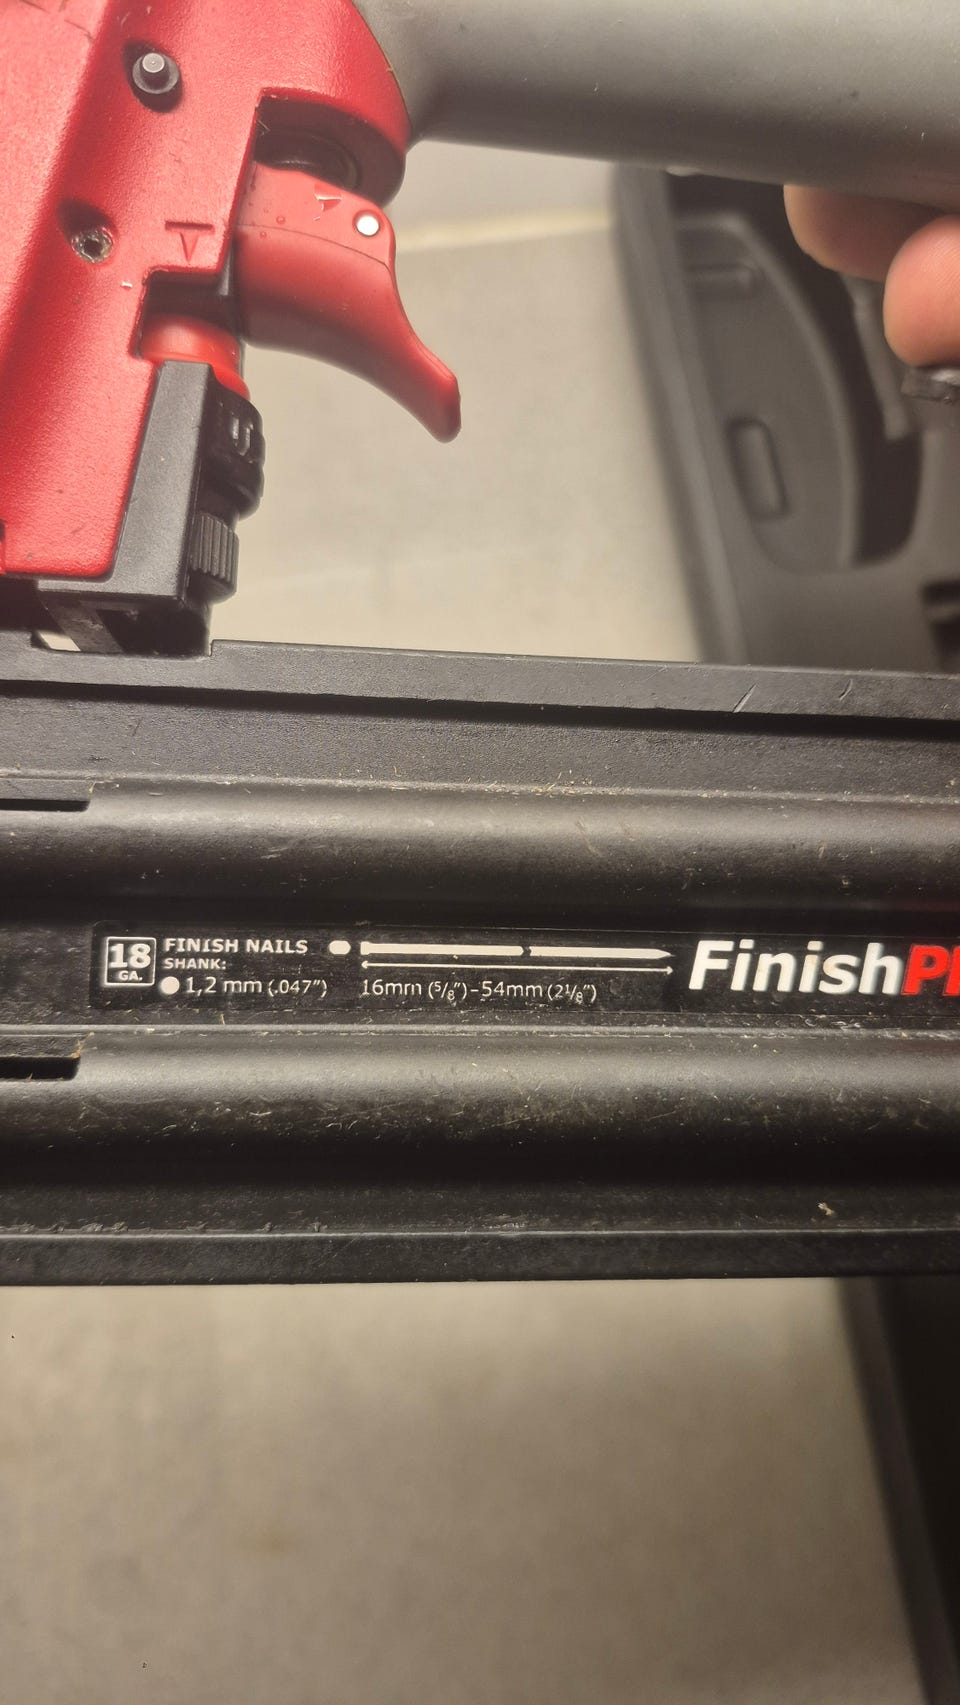 18
GA.
FINISH NAILS
SHANK:
1,2 mm (.047")
16mm (5/8")-54mm (2 1/8")
Finish